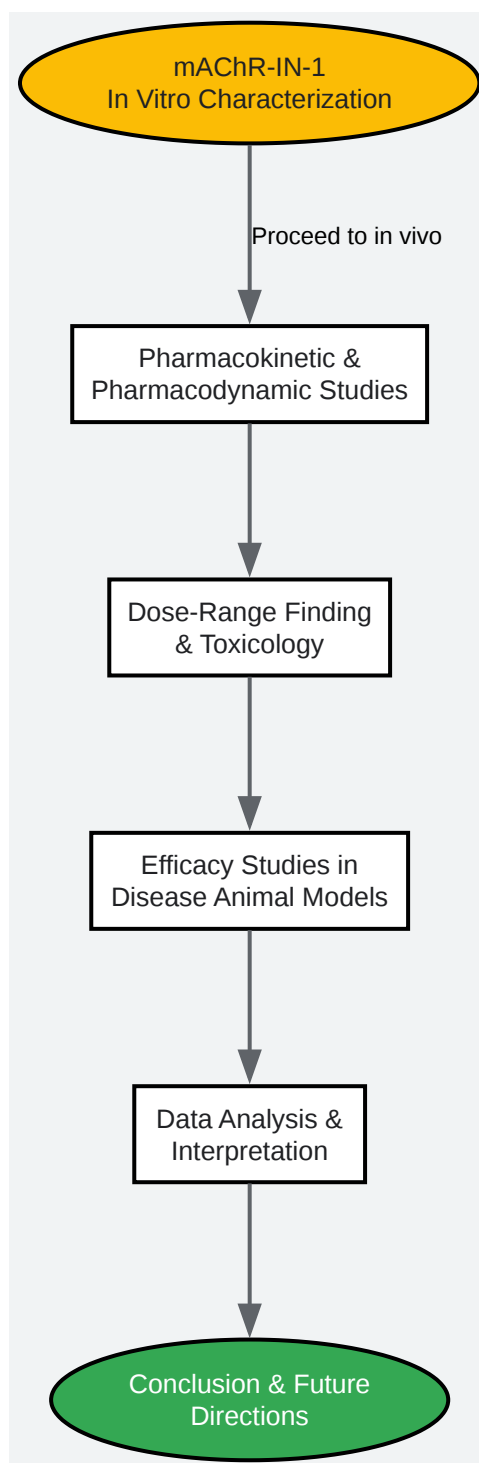 mAChR-IN-1
In Vitro Characterization
Proceed to in vivo
Pharmacokinetic &
Pharmacodynamic Studies
Dose-Range Finding
& Toxicology
Efficacy Studies in
Disease Animal Models
Data Analysis &
Interpretation
Conclusion & Future
Directions